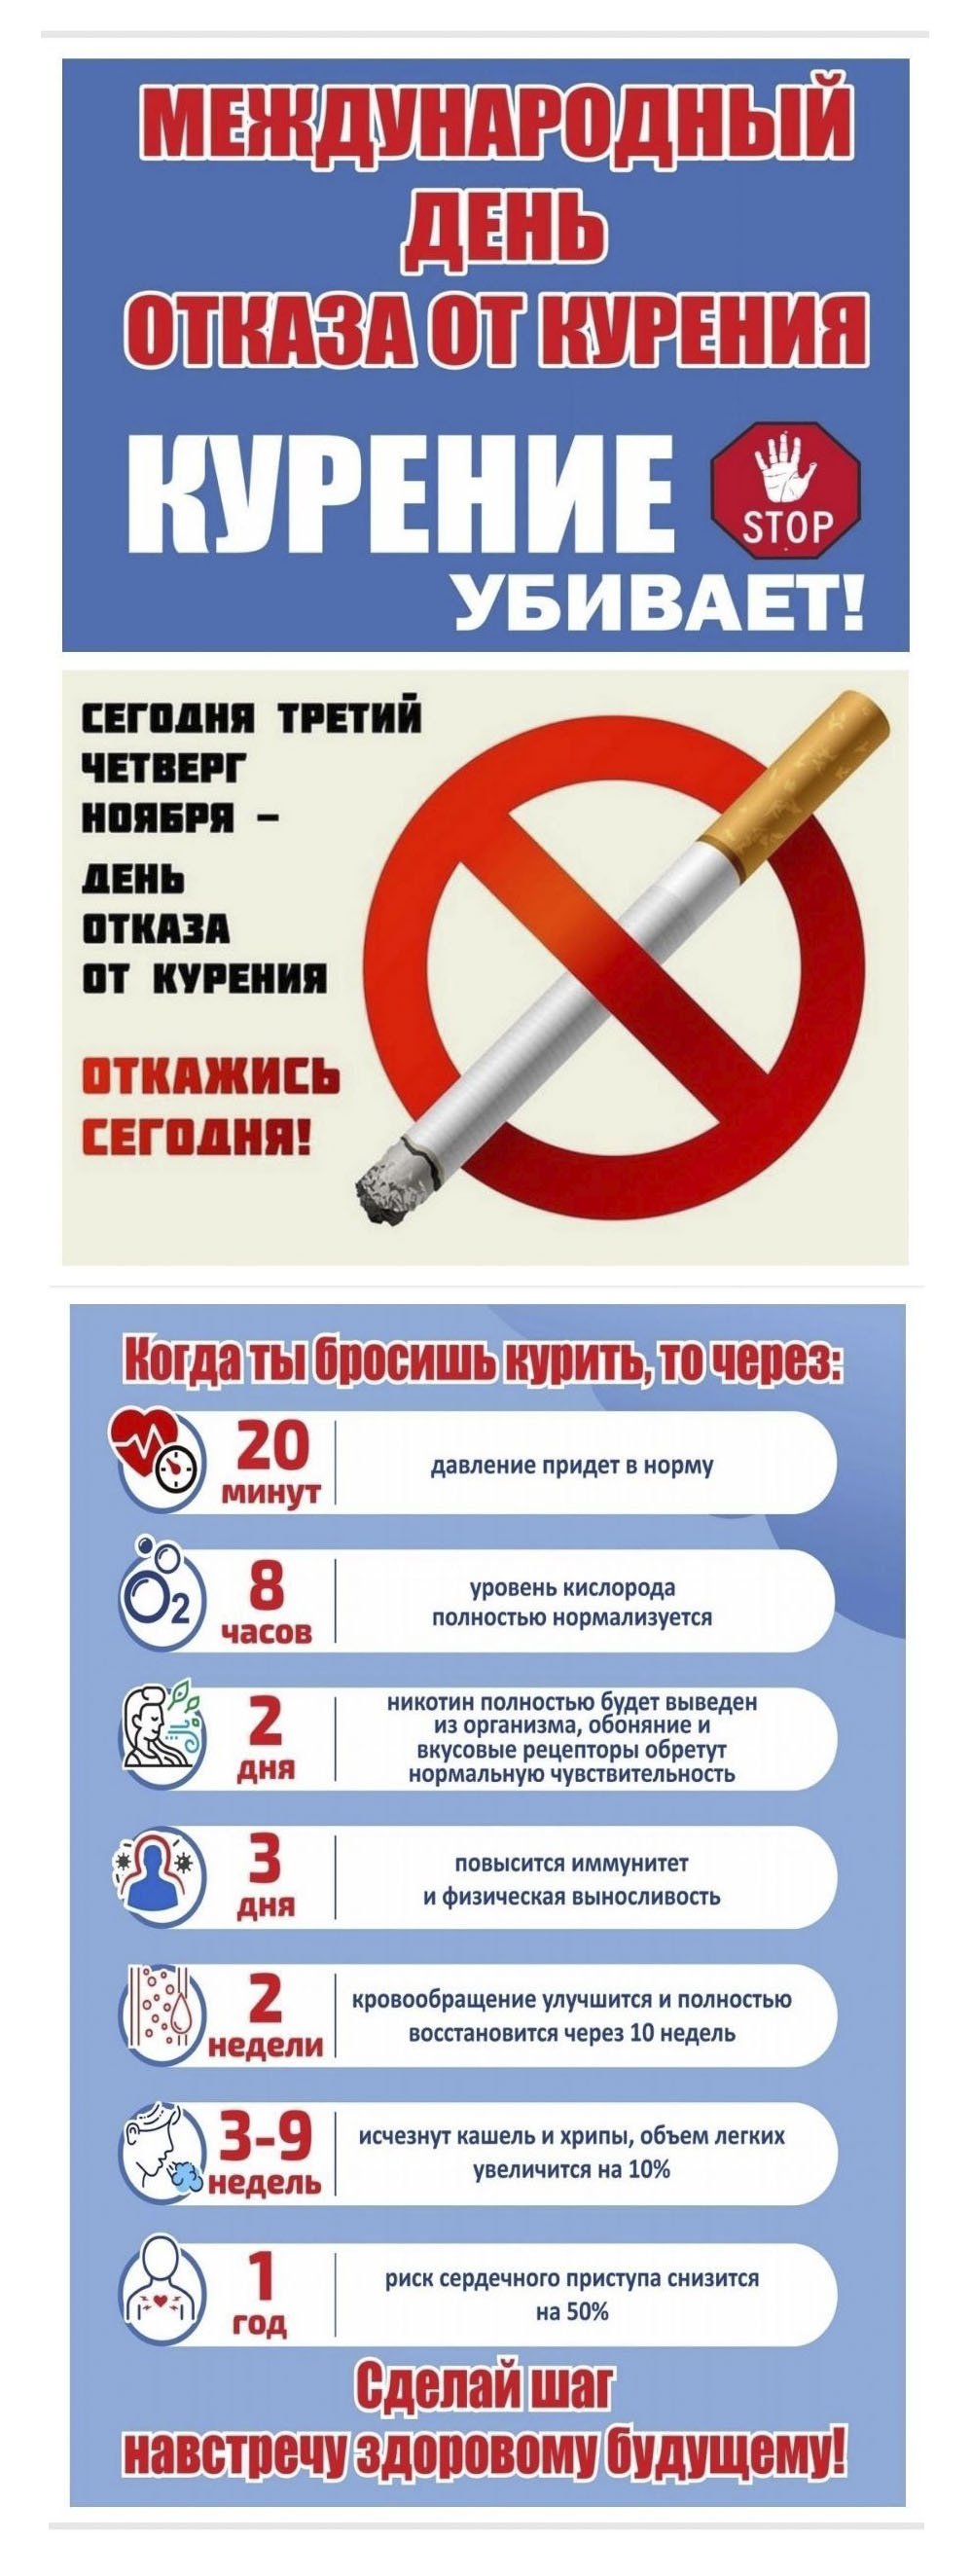 МЕЖДУНАРОДНЫЙ
ДЕНЬ
ОТКАЗА ОТ КУРЕНИЯ
КУРЕНИЕ
STOP
УБИВАЕТ!
СЕГОДНЯ ТРЕТИЙ
ЧЕТВЕРГ
НОЯБРЯ –
ДЕНЬ
ОТКАЗА
ОТ КУРЕНИЯ
ОТКАЖИСЬ
СЕГОДНЯ!
Когда ты бросишь курить, то через:
20
минут
давление придет в норму
O2
8
часов
уровень кислорода
полностью нормализуется
2
дня
никотин полностью будет выведен
из организма, обоняние и
вкусовые рецепторы обретут
нормальную чувствительность
3
дня
повысится иммунитет
и физическая выносливость
2
недели
кровообращение улучшится и полностью
восстановится через 10 недель
3-9
недель
исчезнут кашель и хрипы, объем легких
увеличится на 10%
1
год
риск сердечного приступа снизится
на 50%
Сделай шаг
навстречу здоровому будущему!